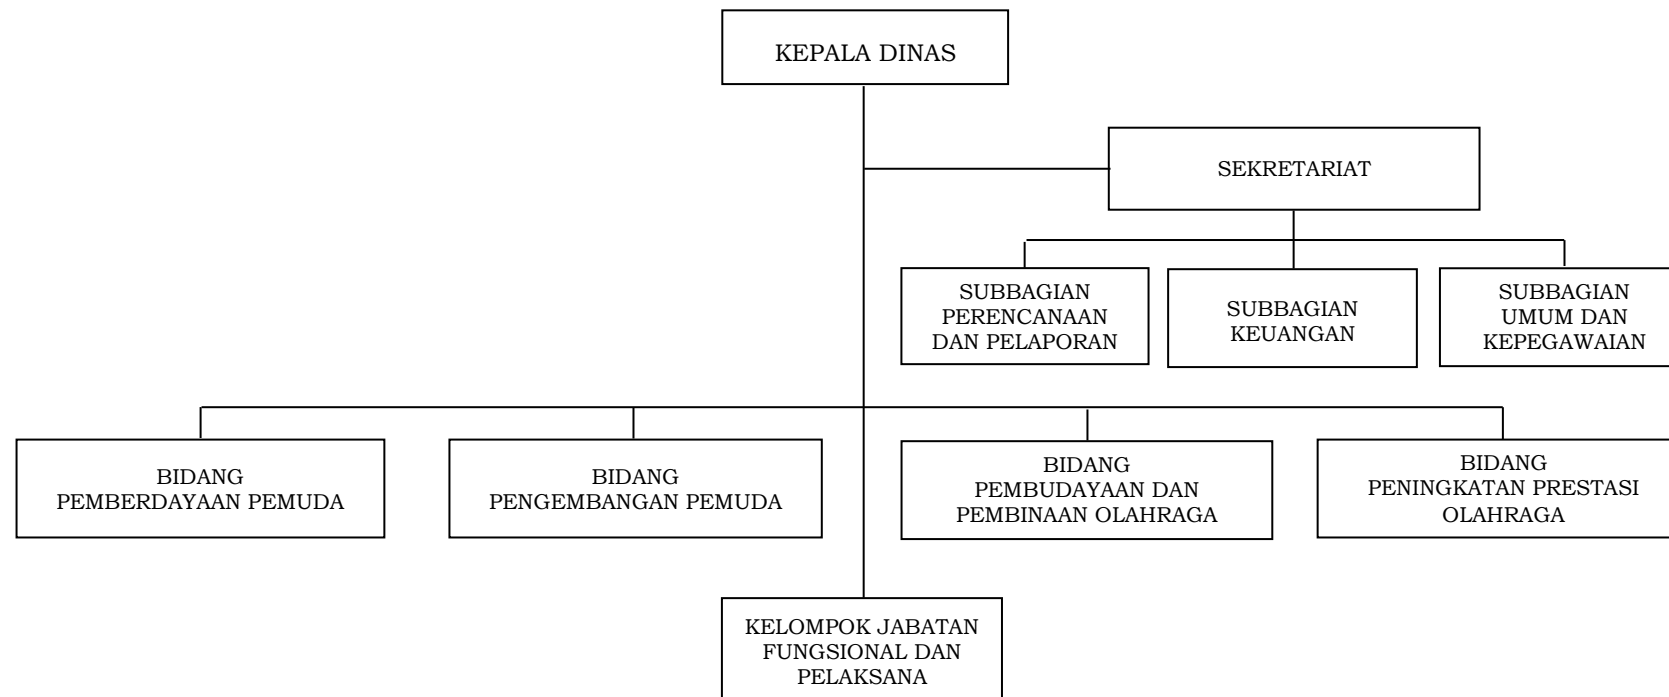 KEPALA DINAS
SEKRETARIAT
SUBBAGIAN
PERENCANAAN
DAN PELAPORAN
SUBBAGIAN
KEUANGAN
SUBBAGIAN
UMUM DAN
KEPEGAWAIAN
BIDANG
PEMBERDAYAAN PEMUDA
BIDANG
PENGEMBANGAN PEMUDA
BIDANG
PEMBUDAYAAN DAN
PEMBINAAN OLAHRAGA
BIDANG
PENINGKATAN PRESTASI
OLAHRAGA
KELOMPOK JABATAN
FUNGSIONAL DAN
PELAKSANA